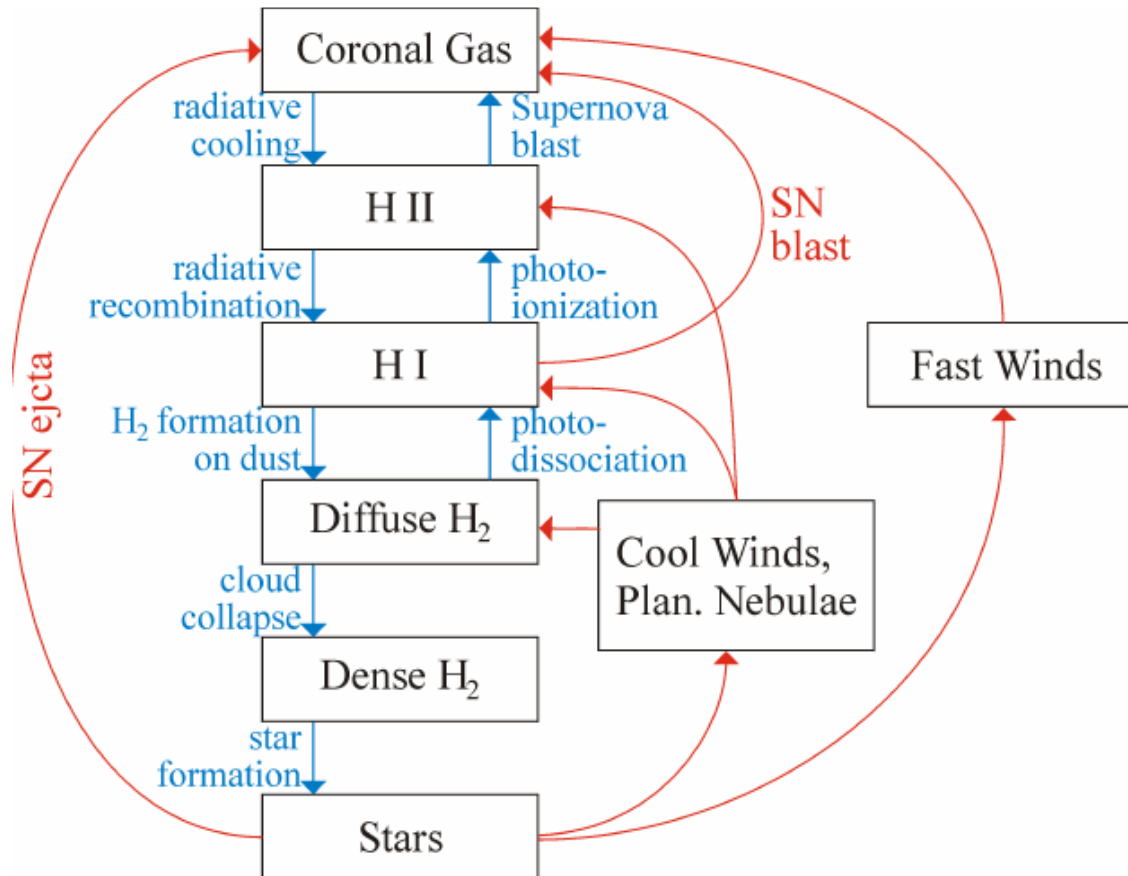 Coronal Gas
radiative
cooling
Supernova
blast
H II
SN
blast
radiative
recombination
photo-
ionization
H I
Fast Winds
SN ejcta
H₂ formation
on dust
photo-
dissociation
Diffuse H₂
Cool Winds,
Plan. Nebulae
cloud
collapse
Dense H₂
star
formation
Stars